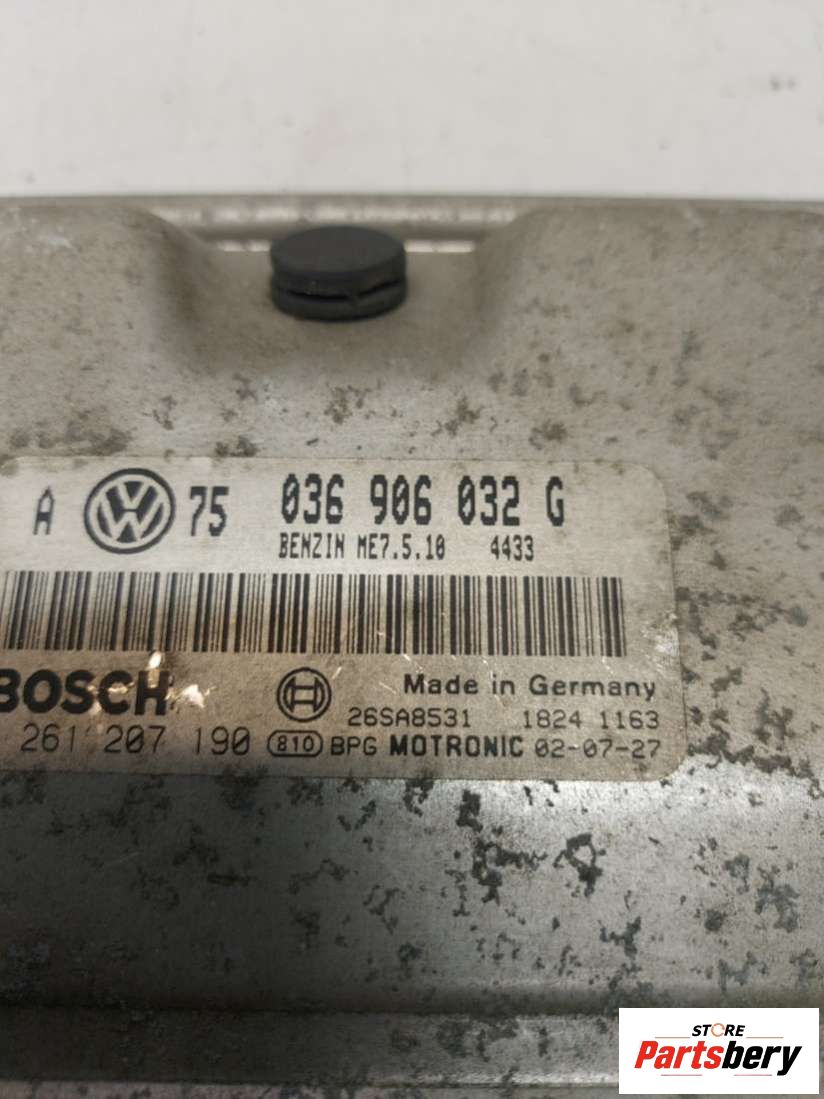 A VW 75 036 906 032 G
BENZIN ME7.5.10 4433
BOSCH Made in Germany
26SA8531 1824 1163
261 207 190 810 BPG MOTRONIC 02-07-27
STORE
Partsbery